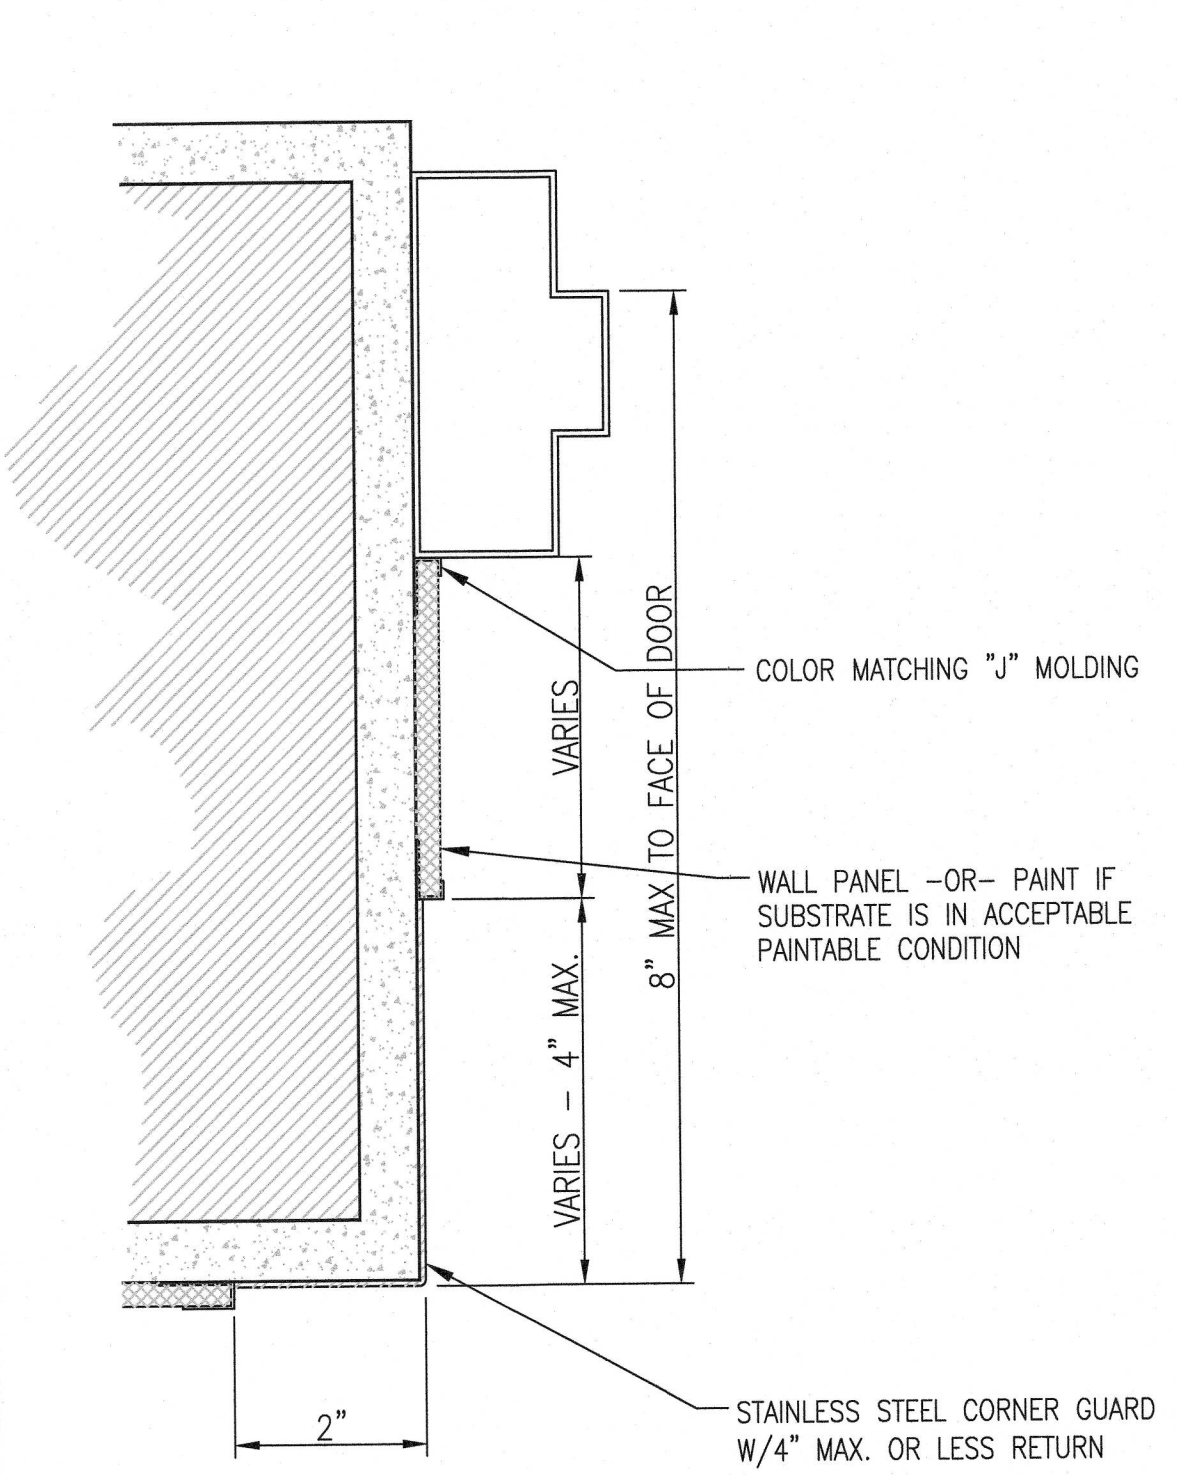 COLOR MATCHING "J" MOLDING
VARIES
8" MAX TO FACE OF DOOR
WALL PANEL -OR- PAINT IF
SUBSTRATE IS IN ACCEPTABLE
PAINTABLE CONDITION
VARIES - 4" MAX.
2"
STAINLESS STEEL CORNER GUARD
W/4" MAX. OR LESS RETURN